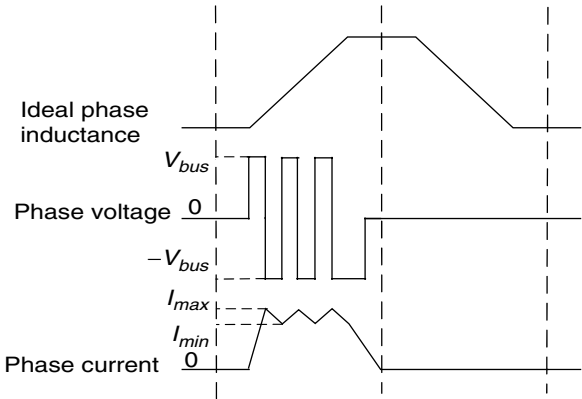 Ideal phase
inductance
V_bus
Phase voltage 0
−V_bus
I_max
I_min
Phase current 0